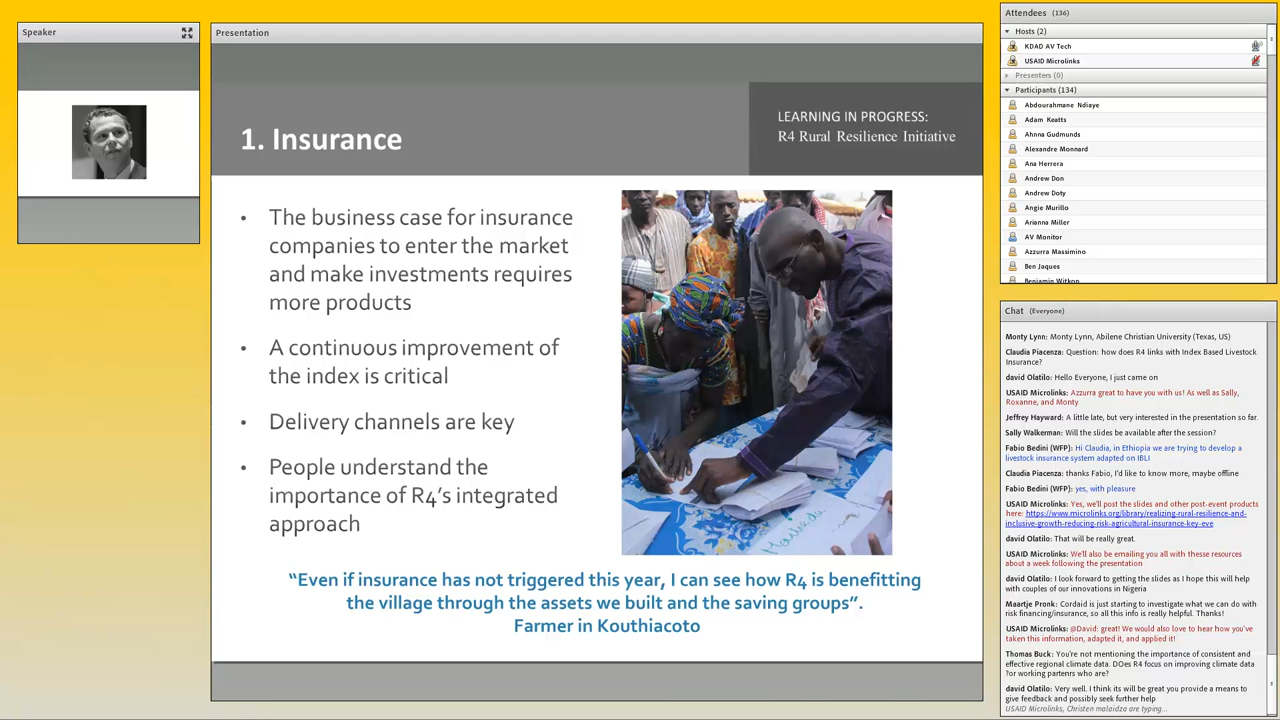 Speaker
Presentation
1. Insurance
LEARNING IN PROGRESS:
R4 Rural Resilience Initiative
• The business case for insurance
companies to enter the market
and make investments requires
more products
• A continuous improvement of
the index is critical
• Delivery channels are key
• People understand the
importance of R4's integrated
approach
“Even if insurance has not triggered this year, I can see how R4 is benefitting
the village through the assets we built and the saving groups”.
Farmer in Kouthiacoto
Attendees (136)
Hosts (2)
KDAD AV Tech
USAID Microlinks
Presenters (0)
Participants (134)
Abdourahmane Ndiaye
Adam Keatts
Ahnna Gudmunds
Alexandre Monnard
Ana Herrera
Andrew Don
Andrew Doty
Angie Murillo
Arianna Miller
AV Monitor
Azzurra Massimino
Ben Jaques
Benjamin Witkop
Chat (Everyone)
Monty Lynn: Monty Lynn, Abilene Christian University (Texas, US)
Claudia Piacenza: Question: how does R4 links with Index Based Livestock
Insurance?
david Olatilo: Hello Everyone, I just came on
USAID Microlinks: Azzurra great to have you with us! As well as Sally,
Roxanne, and Monty
Jeffrey Hayward: A little late, but very interested in the presentation so far.
Sally Walkerman: Will the slides be available after the session?
Fabio Bedini (WFP): Hi Claudia, in Ethiopia we are trying to develop a
livestock insurance system adapted on IBLI
Claudia Piacenza: thanks Fabio, I'd like to know more, maybe offline
Fabio Bedini (WFP): yes, with pleasure
USAID Microlinks: Yes, we'll post the slides and other post-event products
here: https://www.microlinks.org/library/realizing-rural-resilience-and-
inclusive-growth-reducing-risk-agricultural-insurance-key-eve
david Olatilo: That will be really great.
USAID Microlinks: We'll also be emailing you all with thesse resources
about a week following the presentation
david Olatilo: I look forward to getting the slides as I hope this will help
with couples of our innovations in Nigeria
Maartje Pronk: Cordaid is just starting to investigate what we can do with
risk financing/insurance, so all this info is really helpful. Thanks!
USAID Microlinks: @David: great! We would also love to hear how you've
taken this information, adapted it, and applied it!
Thomas Buck: You're not mentioning the importance of consistent and
effective regional climate data. DOes R4 focus on improving climate data
?or working partenrs who are?
david Olatilo: Very well. I think its will be great you provide a means to
give feedback and possibly seek further help
USAID Microlinks, Christen malaidza are typing...